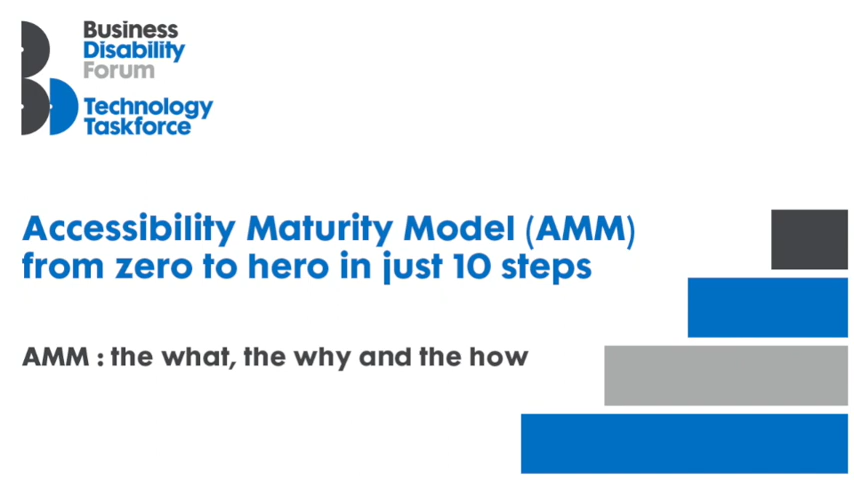 Business
Disability
Forum
Technology
Taskforce
Accessibility Maturity Model (AMM)
from zero to hero in just 10 steps
AMM : the what, the why and the how